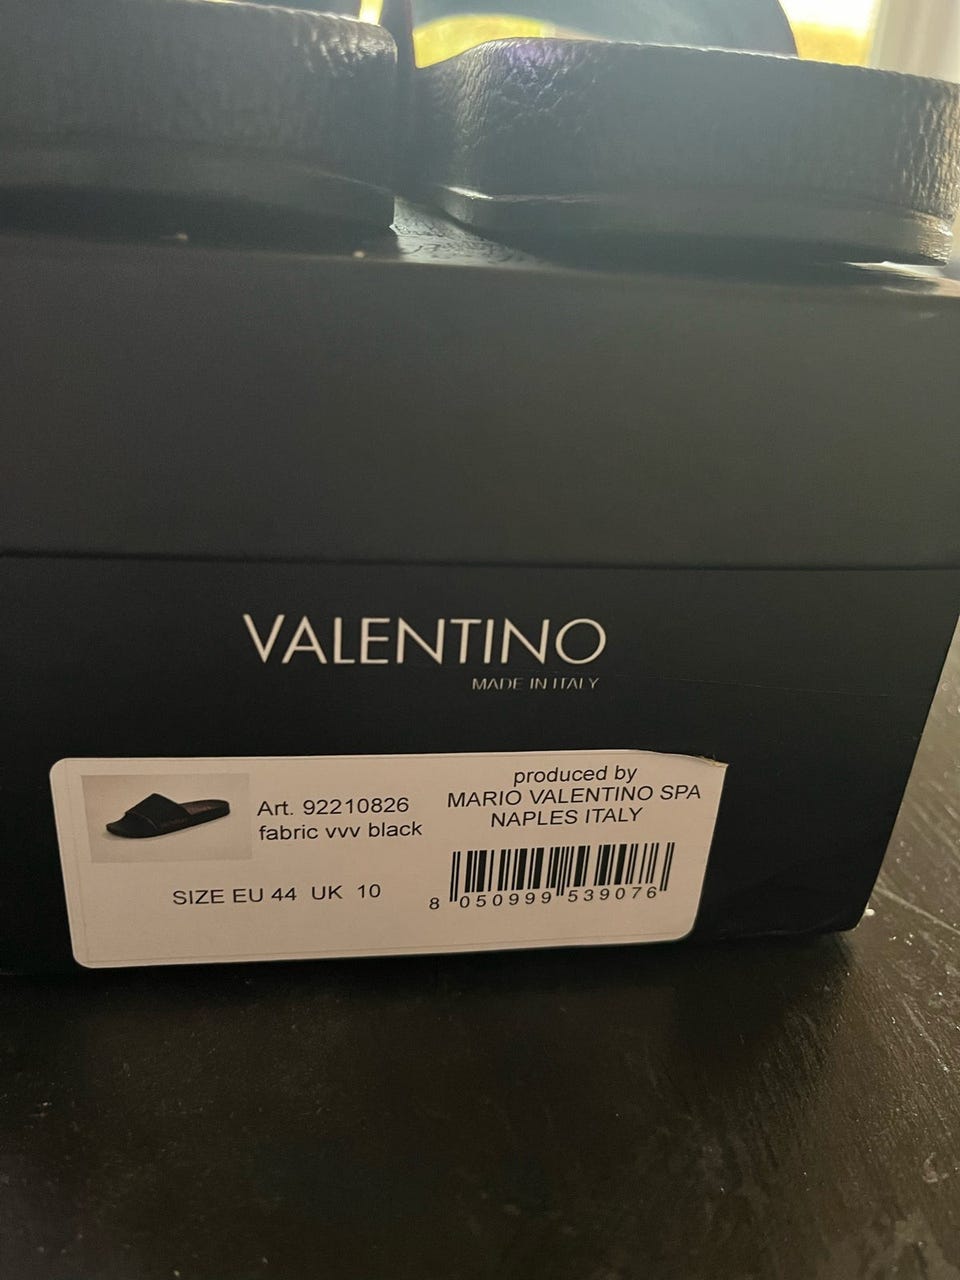 VALENTINO
MADE IN ITALY
Art. 92210826
fabric vvv black
SIZE EU 44 UK 10
produced by
MARIO VALENTINO SPA
NAPLES ITALY
8 050999 539076